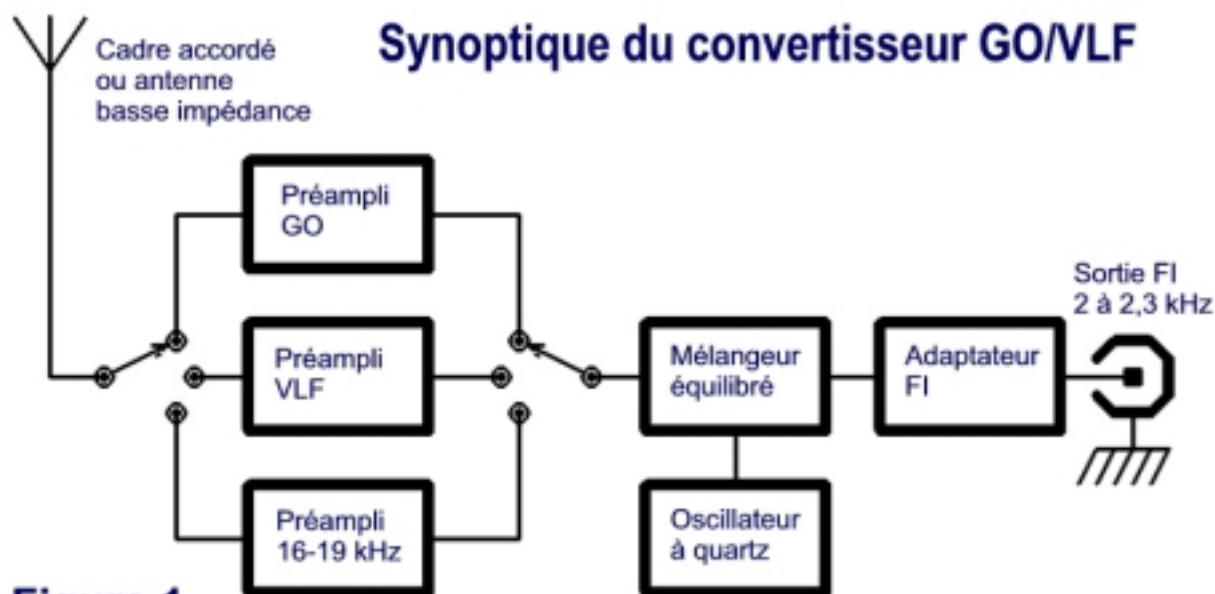 Synoptique du convertisseur GO/VLF
Cadre accordé
ou antenne
basse impédance
Préampli
GO
Préampli
VLF
Préampli
16-19 kHz
Mélangeur
équilibré
Oscillateur
à quartz
Adaptateur
FI
Sortie FI
2 à 2,3 kHz